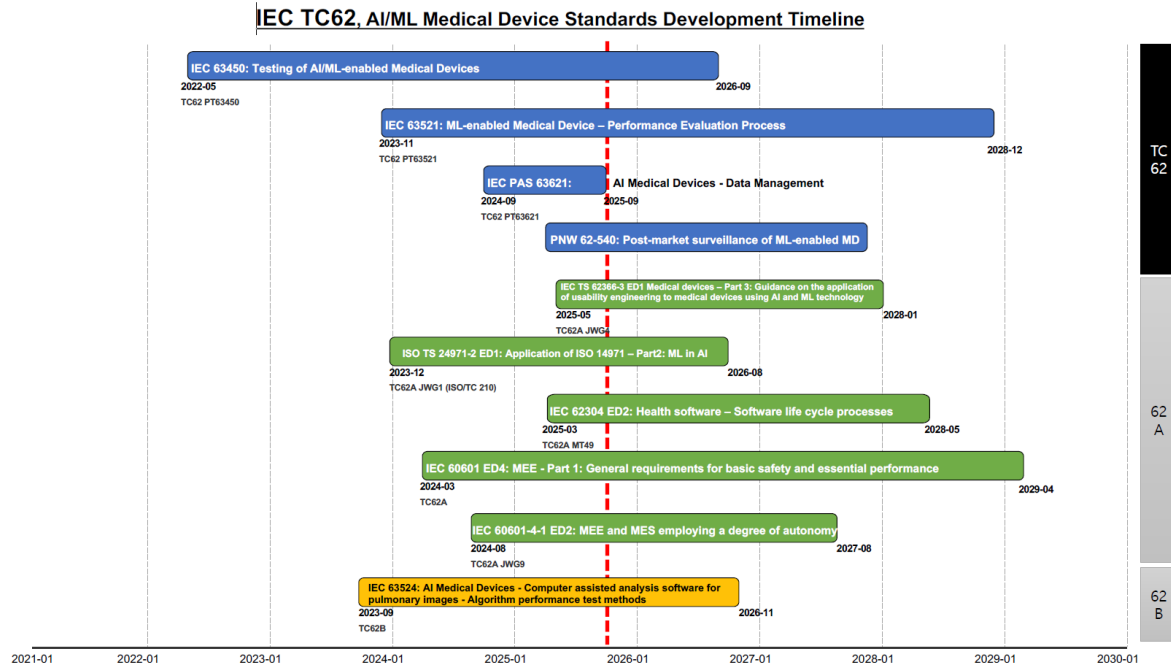 IEC TC62, AI/ML Medical Device Standards Development Timeline
IEC 63450: Testing of AI/ML-enabled Medical Devices
2022-05
2026-09
TC62 PT63450
IEC 63521: ML-enabled Medical Device – Performance Evaluation Process
2023-11
2028-12
TC62 PT63521
TC
62
IEC PAS 63621:
AI Medical Devices - Data Management
2024-09
2025-09
TC62 PT63621
PNW 62-540: Post-market surveillance of ML-enabled MD
IEC TS 62366-3 ED1 Medical devices – Part 3: Guidance on the application
of usability engineering to medical devices using AI and ML technology
2025-05
2028-01
TC62A JWG4
ISO TS 24971-2 ED1: Application of ISO 14971 – Part2: ML in AI
2023-12
2026-08
TC62A JWG1 (ISO/TC 210)
IEC 62304 ED2: Health software – Software life cycle processes
2025-03
2028-05
TC62A MT49
62
A
IEC 60601 ED4: MEE - Part 1: General requirements for basic safety and essential performance
2024-03
2029-04
TC62A
IEC 60601-4-1 ED2: MEE and MES employing a degree of autonomy
2024-08
2027-08
TC62A JWG9
IEC 63524: AI Medical Devices - Computer assisted analysis software for
pulmonary images - Algorithm performance test methods
2023-09
2026-11
TC62B
62
B
2021-01
2022-01
2023-01
2024-01
2025-01
2026-01
2027-01
2028-01
2029-01
2030-01